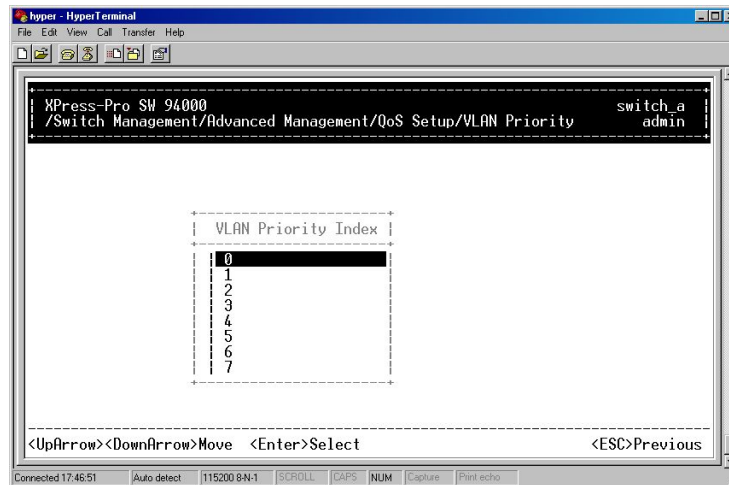 hyper - HyperTerminal
File Edit View Call Transfer Help
XPress-Pro SW 94000 switch_a
/Switch Management/Advanced Management/QoS Setup/VLAN Priority admin
VLAN Priority Index
0
1
2
3
4
5
6
7
<UpArrow><DownArrow>Move <Enter>Select <ESC>Previous
Connected 17:46:51 Auto detect 115200 8-N-1 SCROLL CAPS NUM Capture Print echo